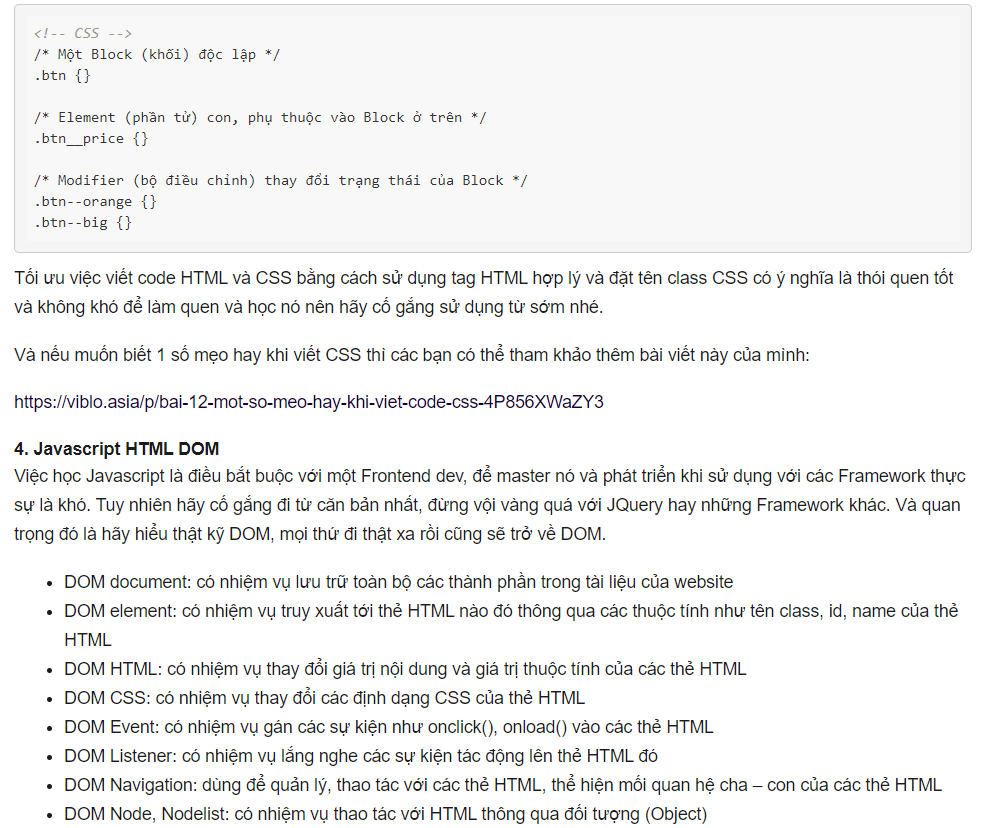 <!-- CSS -->
/* Một Block (khối) độc lập */
.btn {}
/* Element (phần tử) con, phụ thuộc vào Block ở trên */
.btn__price {}
/* Modifier (bộ điều chỉnh) thay đổi trạng thái của Block */
.btn--orange {}
.btn--big {}
Tối ưu việc viết code HTML và CSS bằng cách sử dụng tag HTML hợp lý và đặt tên class CSS có ý nghĩa là thói quen tốt
và không khó để làm quen và học nó nên hãy cố gắng sử dụng từ sớm nhé.
Và nếu muốn biết 1 số mẹo hay khi viết CSS thì các bạn có thể tham khảo thêm bài viết này của mình:
https://viblo.asia/p/bai-12-mot-so-meo-hay-khi-viet-code-css-4P856XWaZY3
4. Javascript HTML DOM
Việc học Javascript là điều bắt buộc với một Frontend dev, để master nó và phát triển khi sử dụng với các Framework thực
sự là khó. Tuy nhiên hãy cố gắng đi từ căn bản nhất, đừng vội vàng quá với JQuery hay những Framework khác. Và quan
trọng đó là hãy hiểu thật kỹ DOM, mọi thứ đi thật xa rồi cũng sẽ trở về DOM.
• DOM document: có nhiệm vụ lưu trữ toàn bộ các thành phần trong tài liệu của website
• DOM element: có nhiệm vụ truy xuất tới thẻ HTML nào đó thông qua các thuộc tính như tên class, id, name của thẻ
HTML
• DOM HTML: có nhiệm vụ thay đổi giá trị nội dung và giá trị thuộc tính của các thẻ HTML
• DOM CSS: có nhiệm vụ thay đổi các định dạng CSS của thẻ HTML
• DOM Event: có nhiệm vụ gán các sự kiện như onclick(), onload() vào các thẻ HTML
• DOM Listener: có nhiệm vụ lắng nghe các sự kiện tác động lên thẻ HTML đó
• DOM Navigation: dùng để quản lý, thao tác với các thẻ HTML, thể hiện mối quan hệ cha – con của các thẻ HTML
• DOM Node, Nodelist: có nhiệm vụ thao tác với HTML thông qua đối tượng (Object)